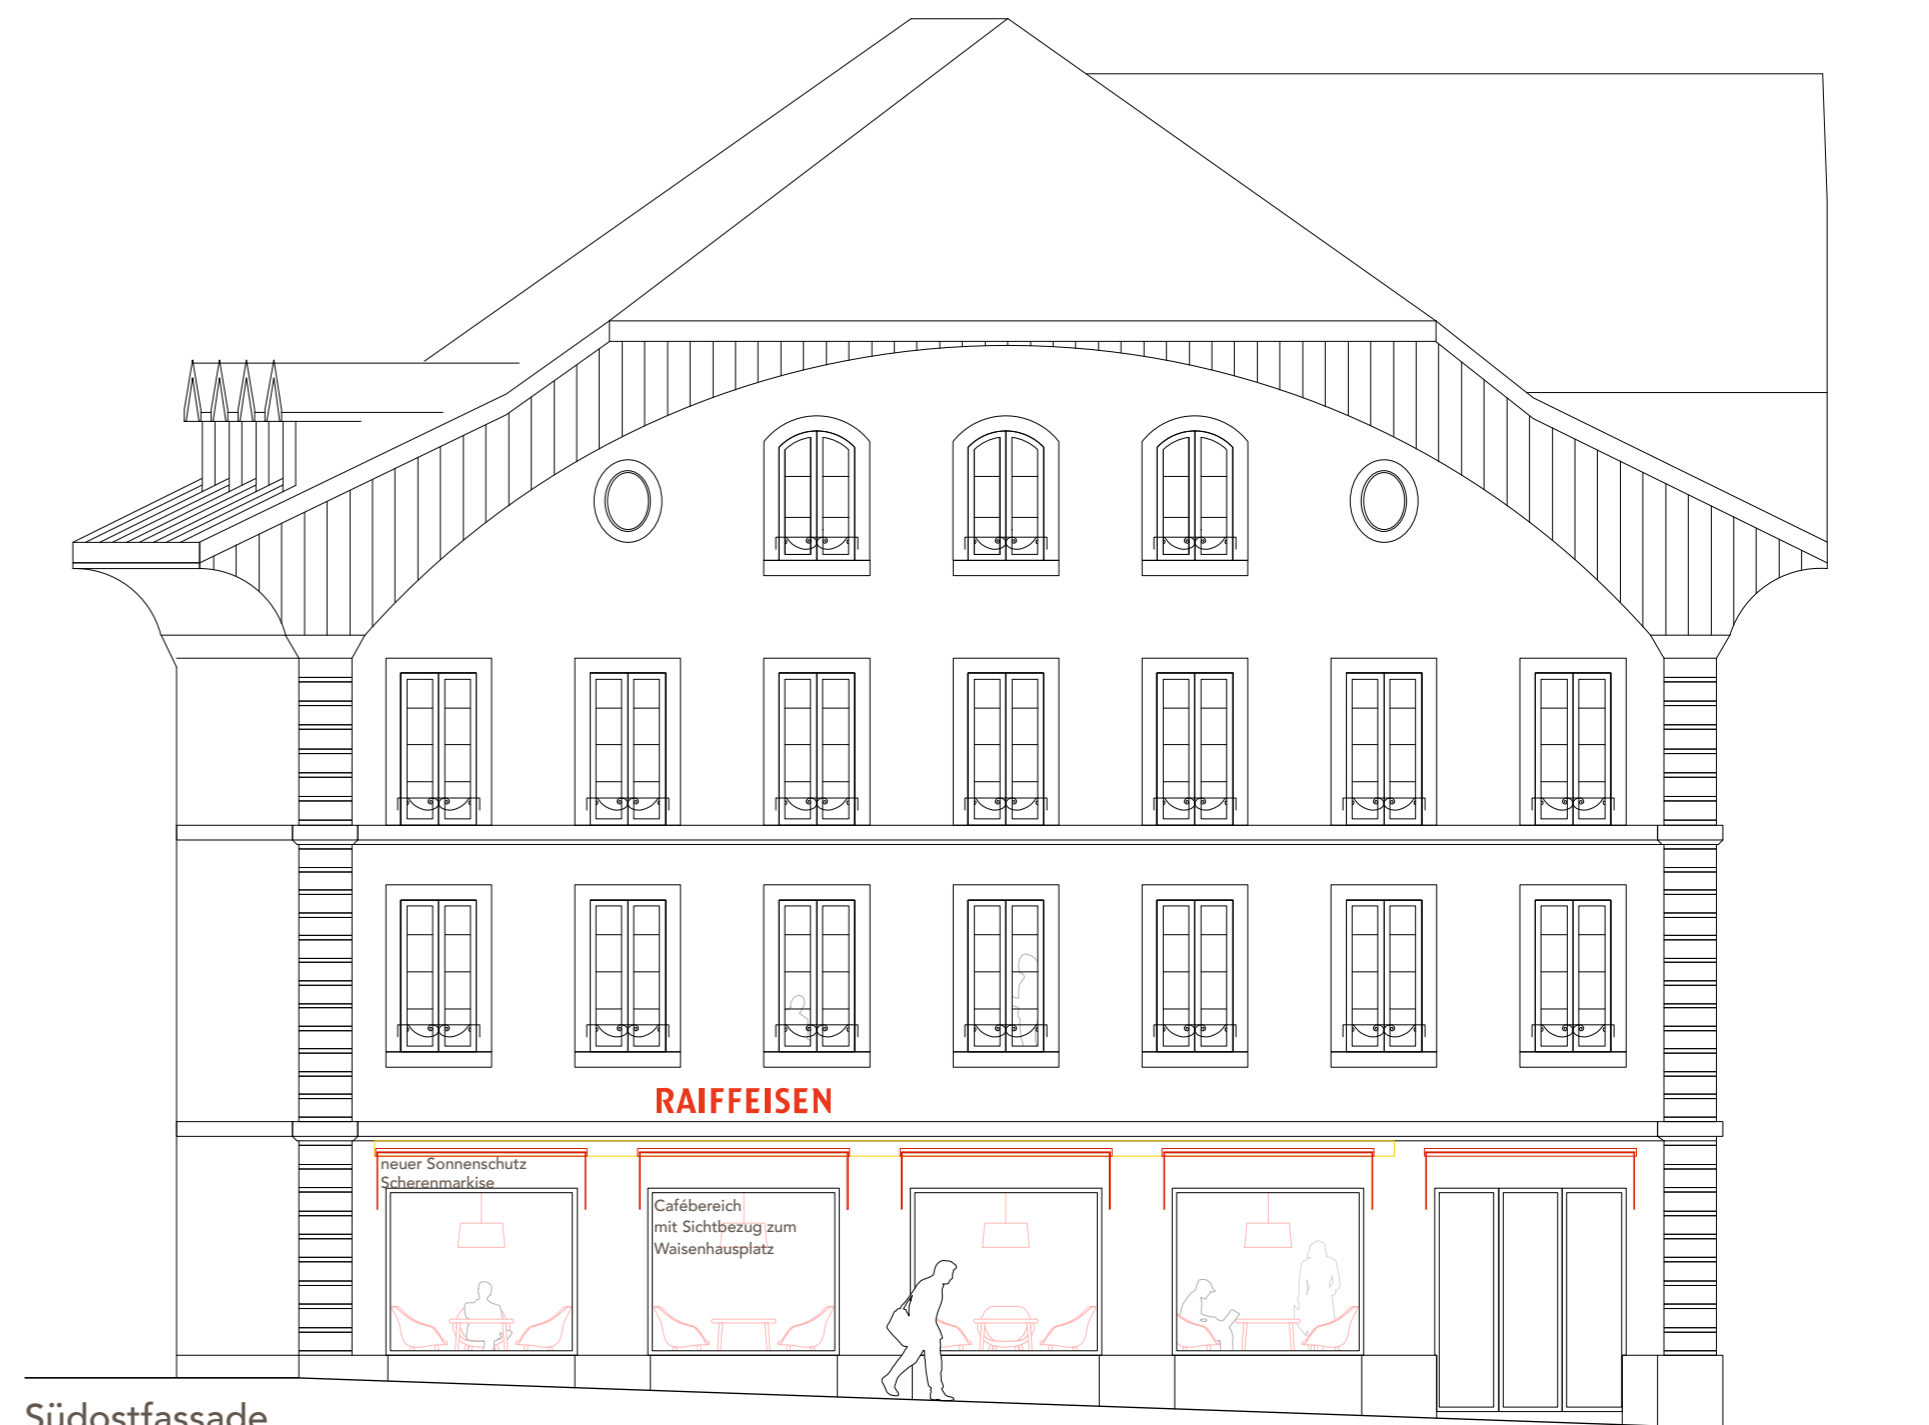 RAIFFEISEN
neuer Sonnenschutz
Scherenmarkise
Cafébereich
mit Sichtbezug zum
Waisenhausplatz
Südostfassade